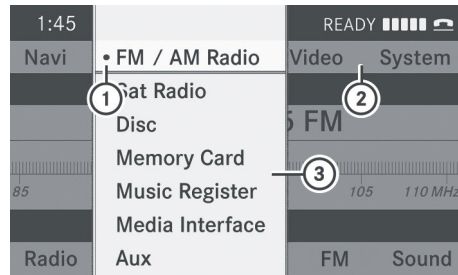 1:45 READY
Navi • FM / AM Radio Video System
1
Sat Radio
2
Disc
5 FM
Memory Card
3
85 Music Register 105 110 MHz
Media Interface
Radio Aux FM Sound